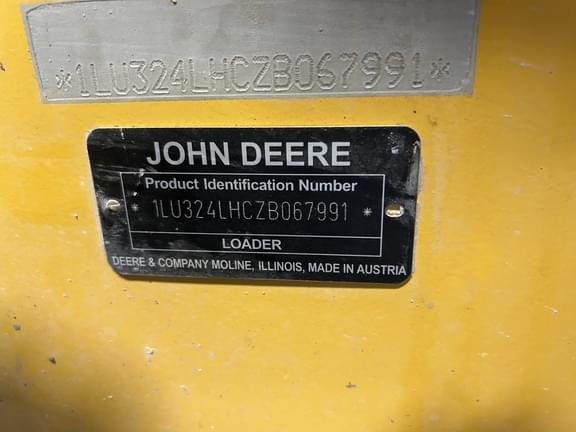 *1LU324LHCZB067991*
JOHN DEERE
Product Identification Number
* 1LU324LHCZB067991 *
LOADER
DEERE & COMPANY MOLINE, ILLINOIS, MADE IN AUSTRIA